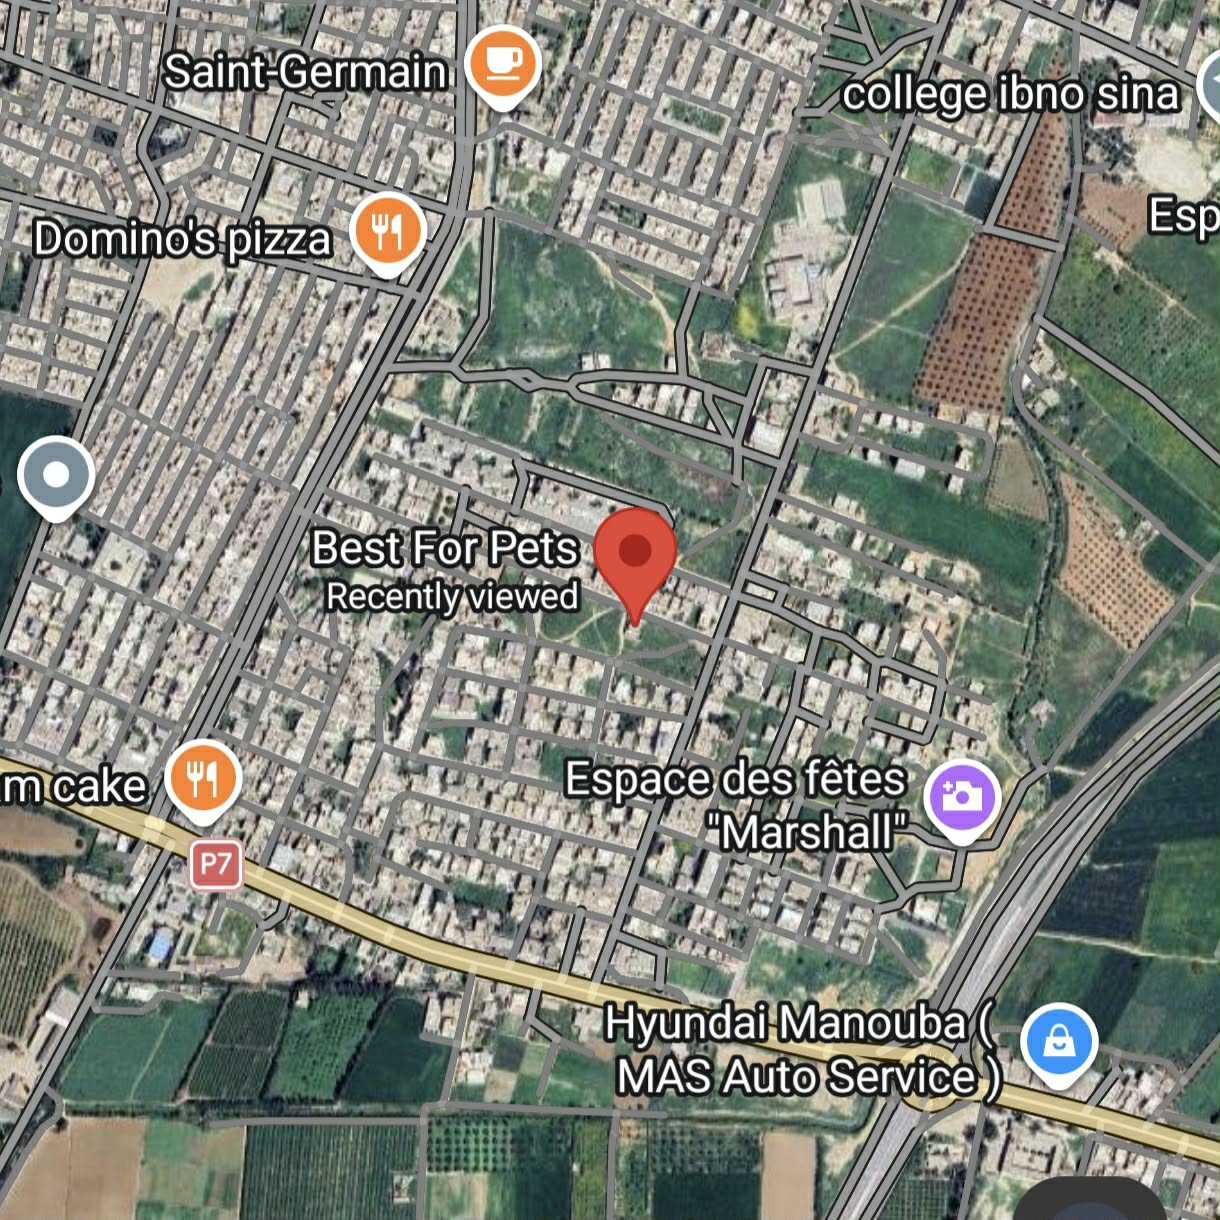 Saint-Germain
college ibno sina
Esp
Domino's pizza
Best For Pets
Recently viewed
m cake
Espace des fêtes
"Marshall"
P7
Hyundai Manouba (
MAS Auto Service )